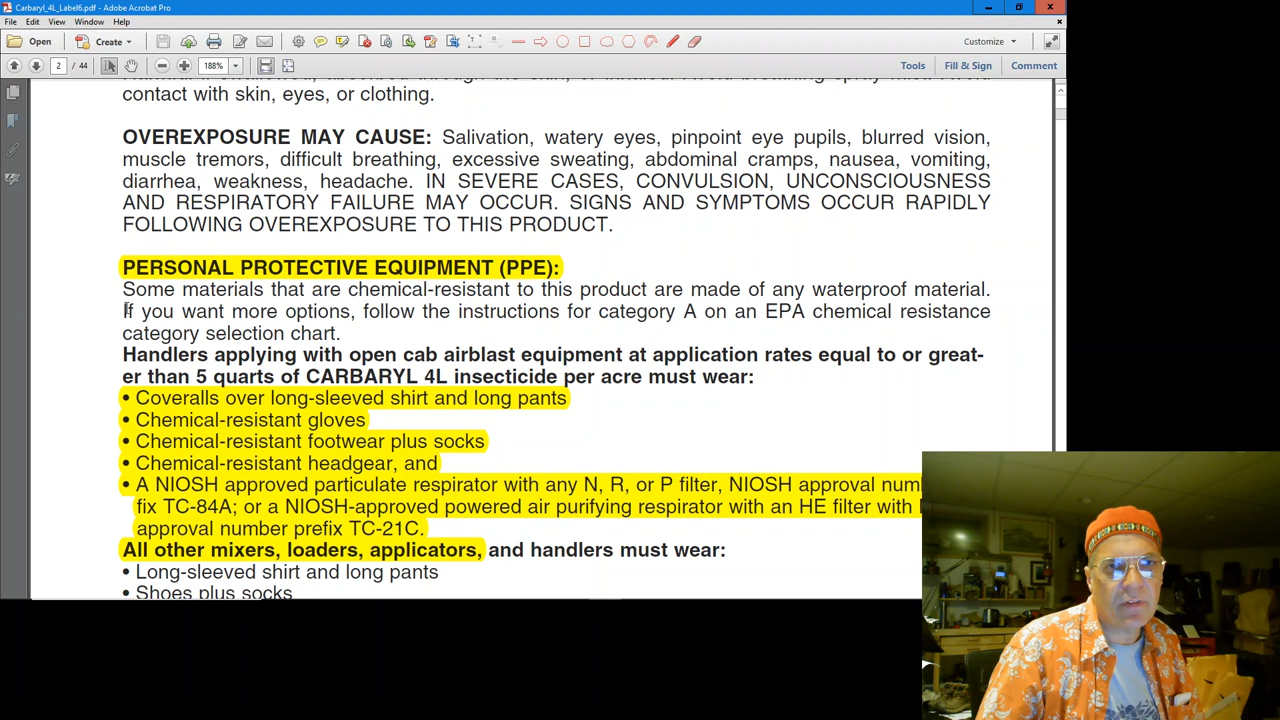 Carbaryl_4L_Label6.pdf - Adobe Acrobat Pro
File Edit View Window Help
Open Create Customize
2 / 44 188% Tools Fill & Sign Comment
contact with skin, eyes, or clothing.
OVEREXPOSURE MAY CAUSE: Salivation, watery eyes, pinpoint eye pupils, blurred vision,
muscle tremors, difficult breathing, excessive sweating, abdominal cramps, nausea, vomiting,
diarrhea, weakness, headache. IN SEVERE CASES, CONVULSION, UNCONSCIOUSNESS
AND RESPIRATORY FAILURE MAY OCCUR. SIGNS AND SYMPTOMS OCCUR RAPIDLY
FOLLOWING OVEREXPOSURE TO THIS PRODUCT.
PERSONAL PROTECTIVE EQUIPMENT (PPE):
Some materials that are chemical-resistant to this product are made of any waterproof material.
If you want more options, follow the instructions for category A on an EPA chemical resistance
category selection chart.
Handlers applying with open cab airblast equipment at application rates equal to or great-
er than 5 quarts of CARBARYL 4L insecticide per acre must wear:
• Coveralls over long-sleeved shirt and long pants
• Chemical-resistant gloves
• Chemical-resistant footwear plus socks
• Chemical-resistant headgear, and
• A NIOSH approved particulate respirator with any N, R, or P filter, NIOSH approval num
fix TC-84A; or a NIOSH-approved powered air purifying respirator with an HE filter with
approval number prefix TC-21C.
All other mixers, loaders, applicators, and handlers must wear:
• Long-sleeved shirt and long pants
• Shoes plus socks